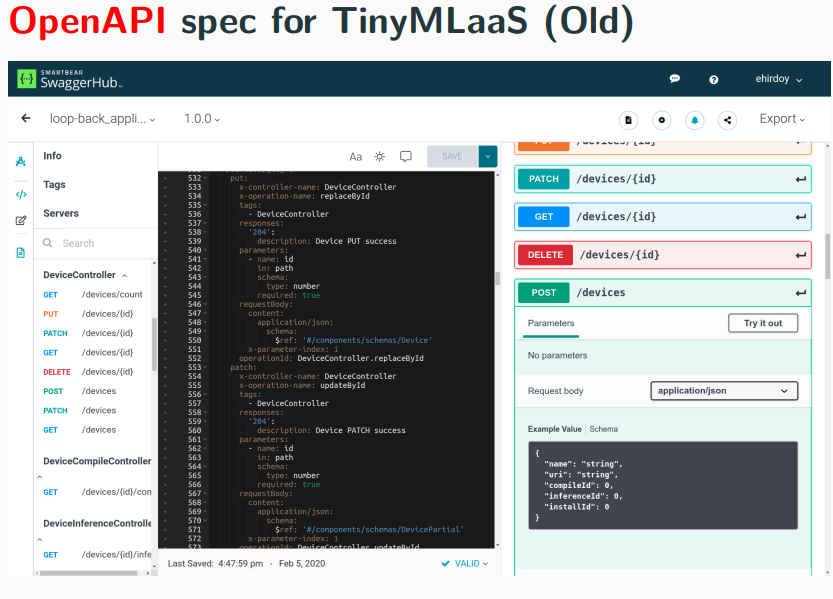 OpenAPI spec for TinyMLaaS (Old)
SMARTBEAR
SwaggerHub
ehirdoy
loop-back_appli...
1.0.0
Export
Info
Tags
Servers
Search
DeviceController
GET /devices/count
PUT /devices/{id}
PATCH /devices/{id}
GET /devices/{id}
DELETE /devices/{id}
POST /devices
PATCH /devices
GET /devices
DeviceCompileController
GET /devices/{id}/con
DeviceInferenceControlle
GET /devices/{id}/infe
Aa
SAVE
532 put:
533 x-controller-name: DeviceController
534 x-operation-name: replaceById
535 tags:
536 - DeviceController
537 responses:
538 '204':
539 description: Device PUT success
540 parameters:
541 - name: id
542 in: path
543 schema:
544 type: number
545 required: true
546 requestBody:
547 content:
548 application/json:
549 schema:
550 $ref: '#/components/schemas/Device'
551 x-parameter-index: 1
552 operationId: DeviceController.replaceById
553 patch:
554 x-controller-name: DeviceController
555 x-operation-name: updateById
556 tags:
557 - DeviceController
558 responses:
559 '204':
560 description: Device PATCH success
561 parameters:
562 - name: id
563 in: path
564 schema:
565 type: number
566 required: true
567 requestBody:
568 content:
569 application/json:
570 schema:
571 $ref: '#/components/schemas/DevicePartial'
572 x-parameter-index: 1
573 operationId: DeviceController.updateById
Last Saved: 4:47:59 pm - Feb 5, 2020
VALID
PUT /devices/{id}
PATCH /devices/{id}
GET /devices/{id}
DELETE /devices/{id}
POST /devices
Parameters
Try it out
No parameters
Request body
application/json
Example Value Schema
{
"name": "string",
"uri": "string",
"compileId": 0,
"inferenceId": 0,
"installId": 0
}